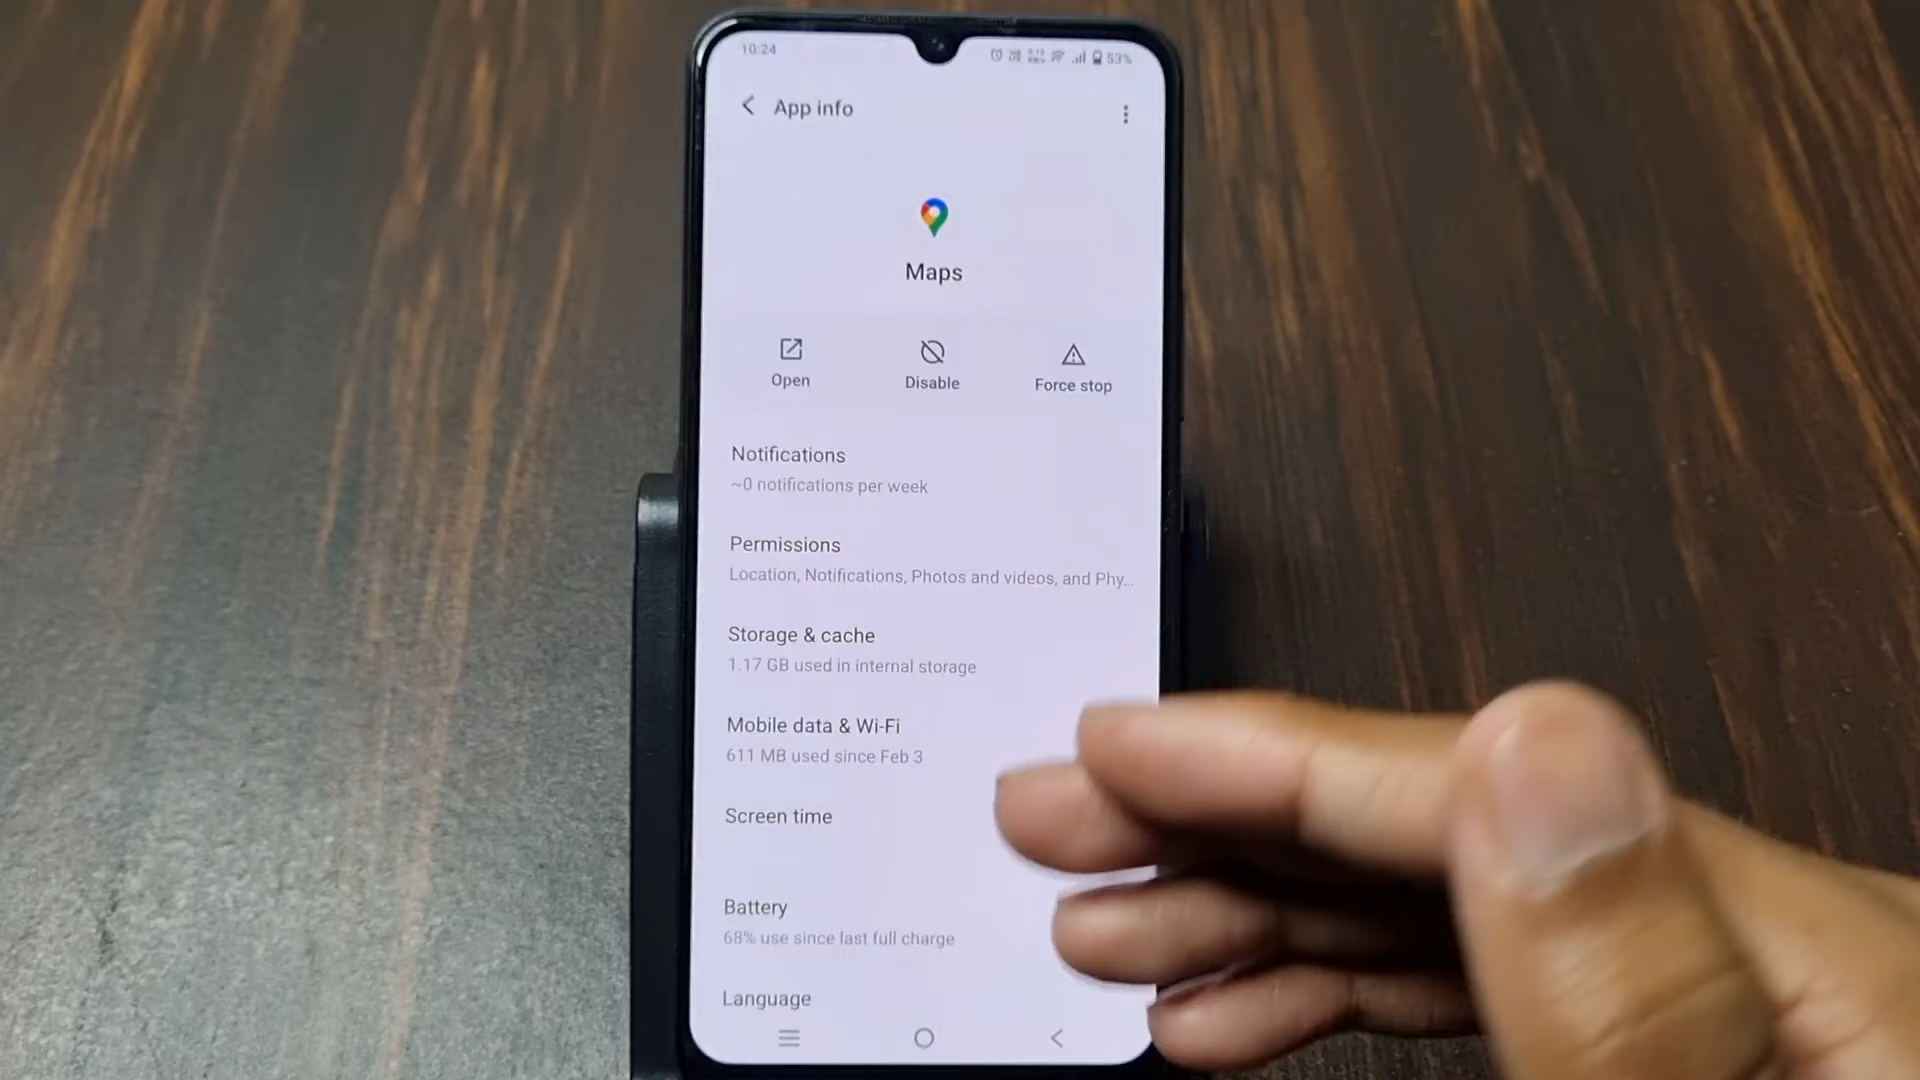 10:24
53%
App info
Maps
Open
Disable
Force stop
Notifications
~0 notifications per week
Permissions
Location, Notifications, Photos and videos, and Phy...
Storage & cache
1.17 GB used in internal storage
Mobile data & Wi-Fi
611 MB used since Feb 3
Screen time
Battery
68% use since last full charge
Language